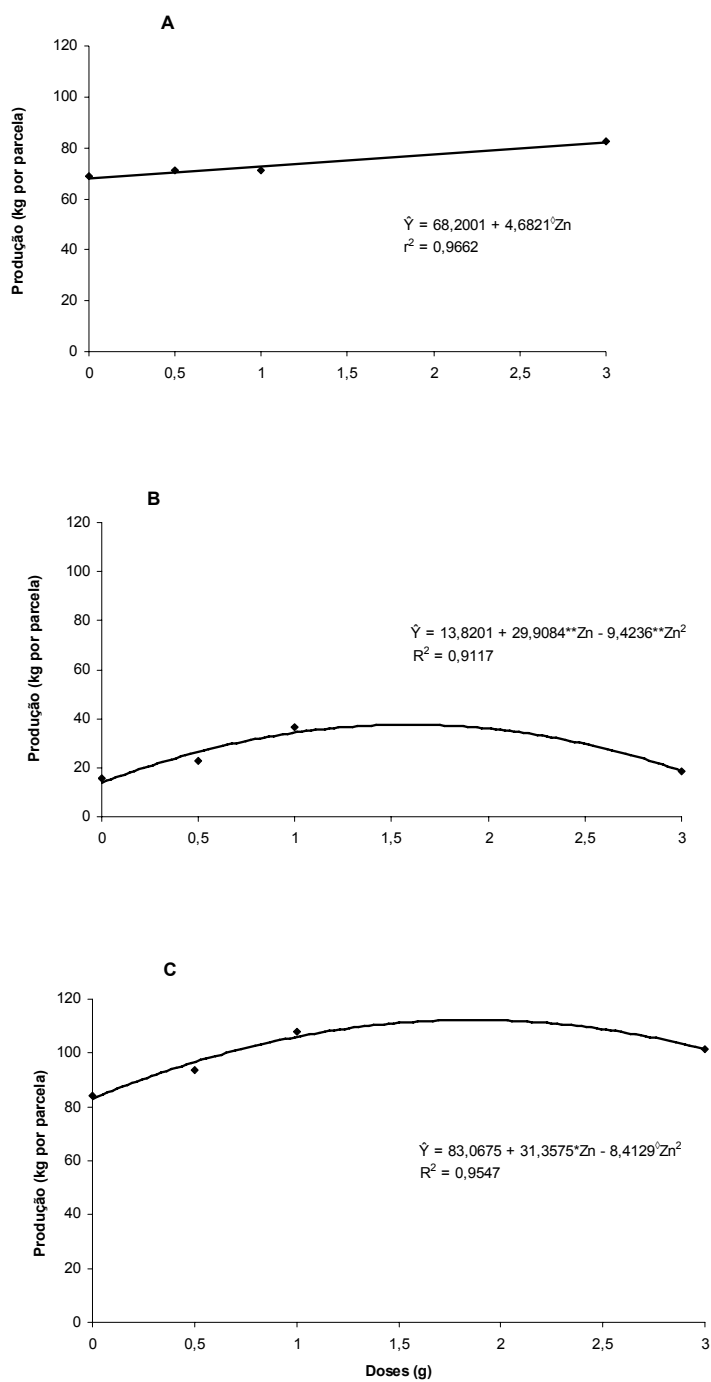 A
Produção (kg por parcela)
120
100
80
60
40
20
0
Ŷ = 68,2001 + 4,6821◊Zn
r² = 0,9662
0 0,5 1 1,5 2 2,5 3
B
Produção (kg por parcela)
120
100
80
60
40
20
0
Ŷ = 13,8201 + 29,9084**Zn - 9,4236**Zn²
R² = 0,9117
0 0,5 1 1,5 2 2,5 3
C
Produção (kg por parcela)
120
100
80
60
40
20
0
Ŷ = 83,0675 + 31,3575*Zn - 8,4129◊Zn²
R² = 0,9547
0 0,5 1 1,5 2 2,5 3
Doses (g)